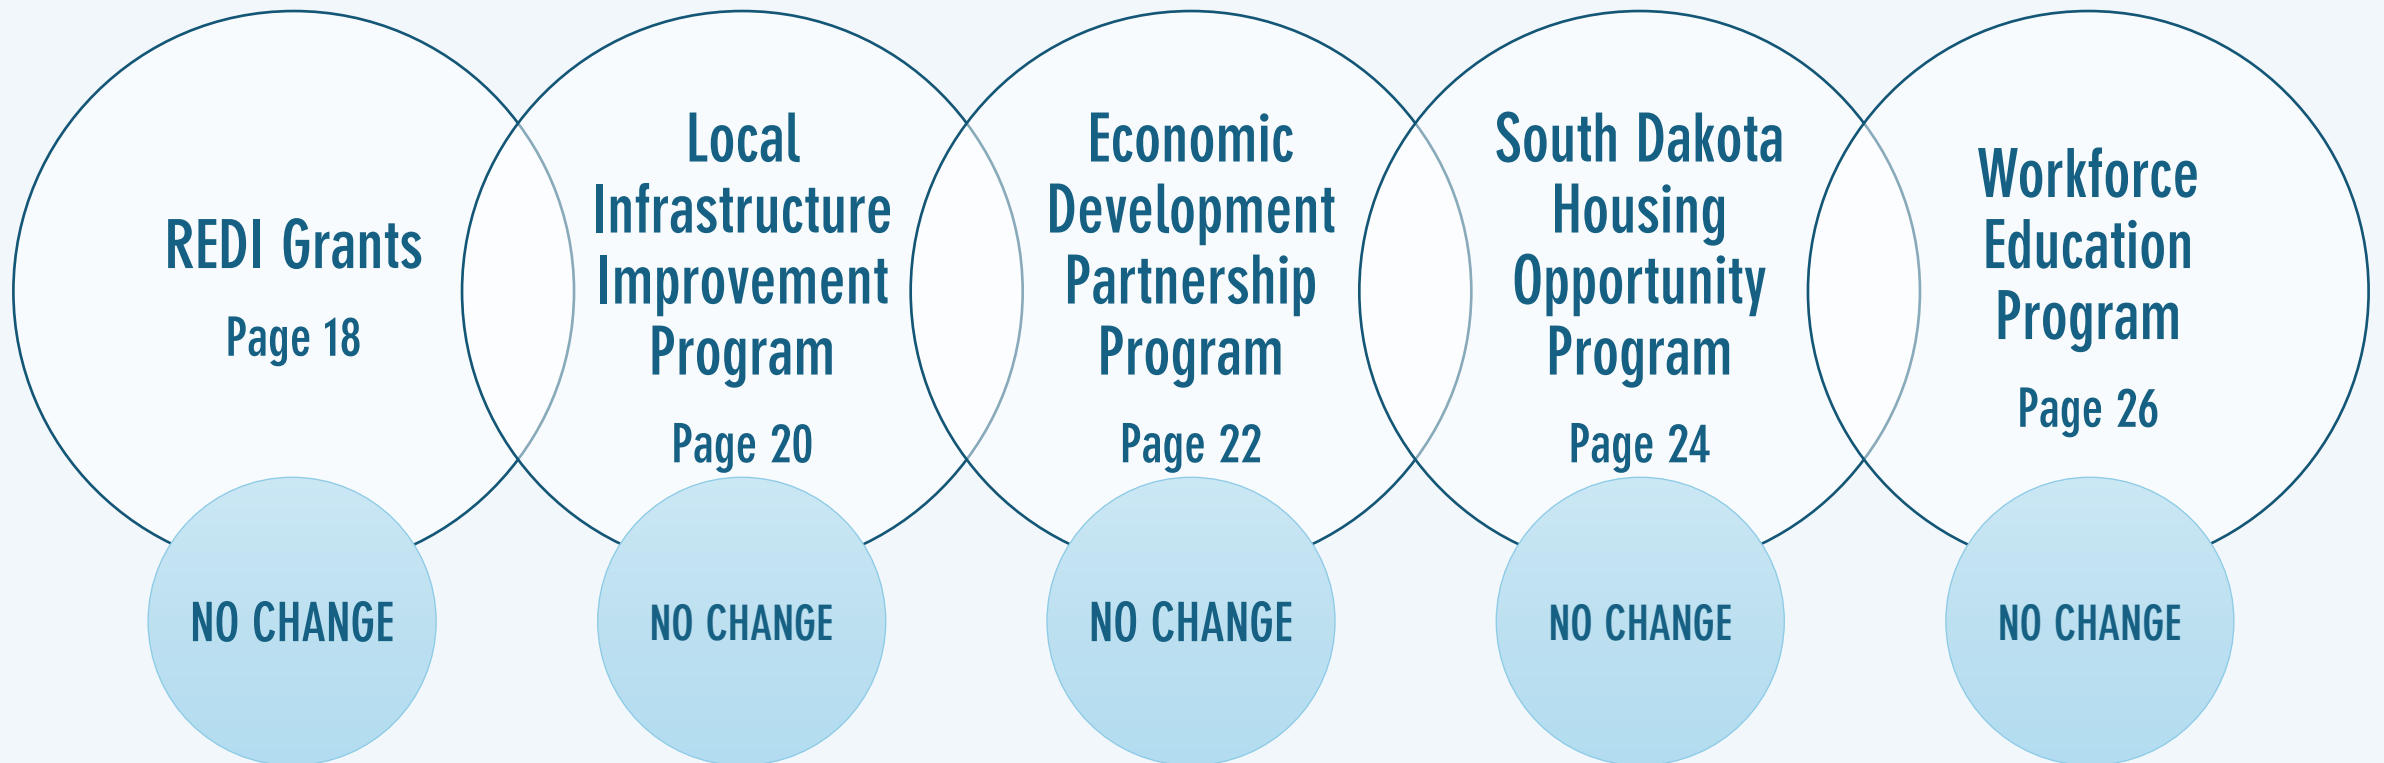 REDI Grants
Page 18
NO CHANGE
Local
Infrastructure
Improvement
Program
Page 20
NO CHANGE
Economic
Development
Partnership
Program
Page 22
NO CHANGE
South Dakota
Housing
Opportunity
Program
Page 24
NO CHANGE
Workforce
Education
Program
Page 26
NO CHANGE